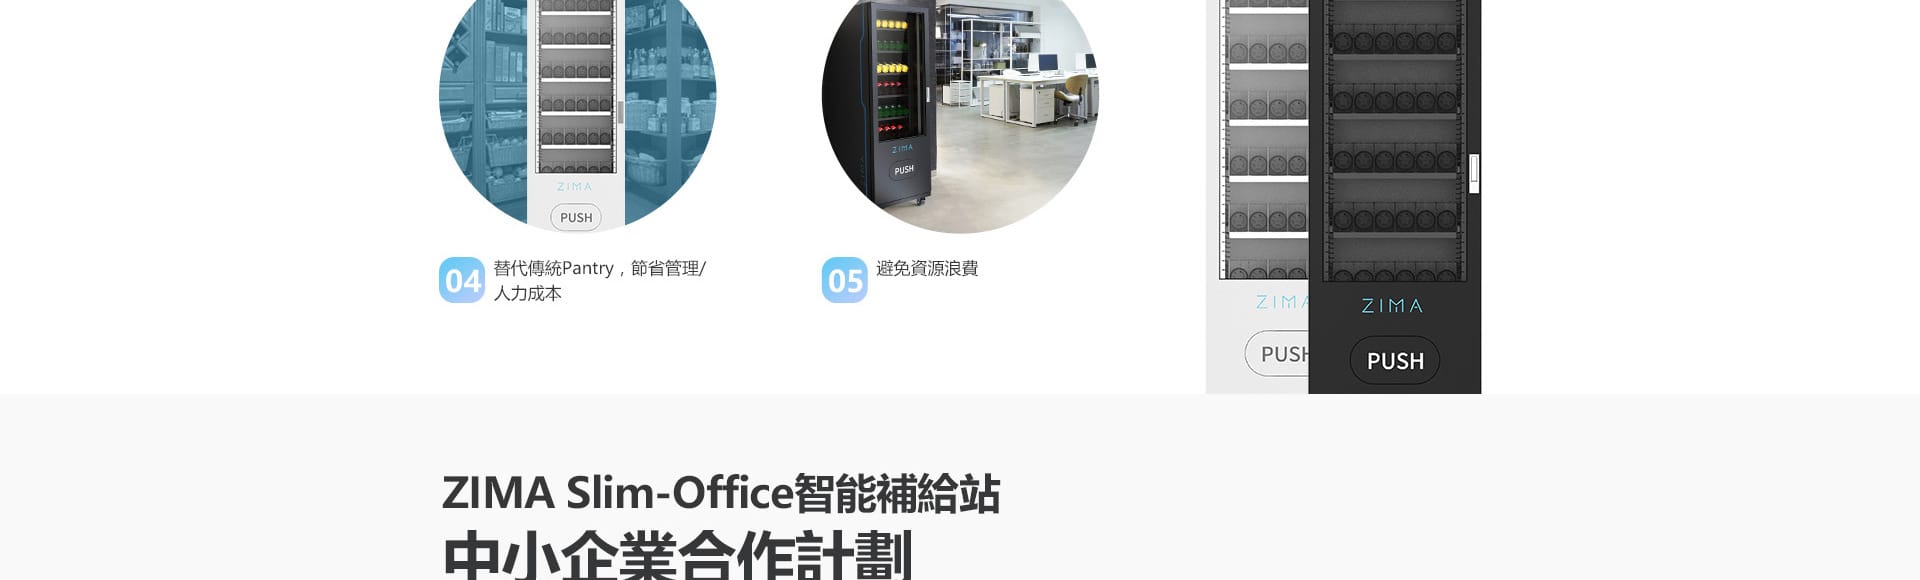 ZIMA
PUSH
ZIMA
PUSH
04 替代傳統Pantry，節省管理/
人力成本
05 避免資源浪費
ZIMA
PUSH
ZIMA
PUSH
ZIMA Slim-Office智能補給站
中小企業合作計劃